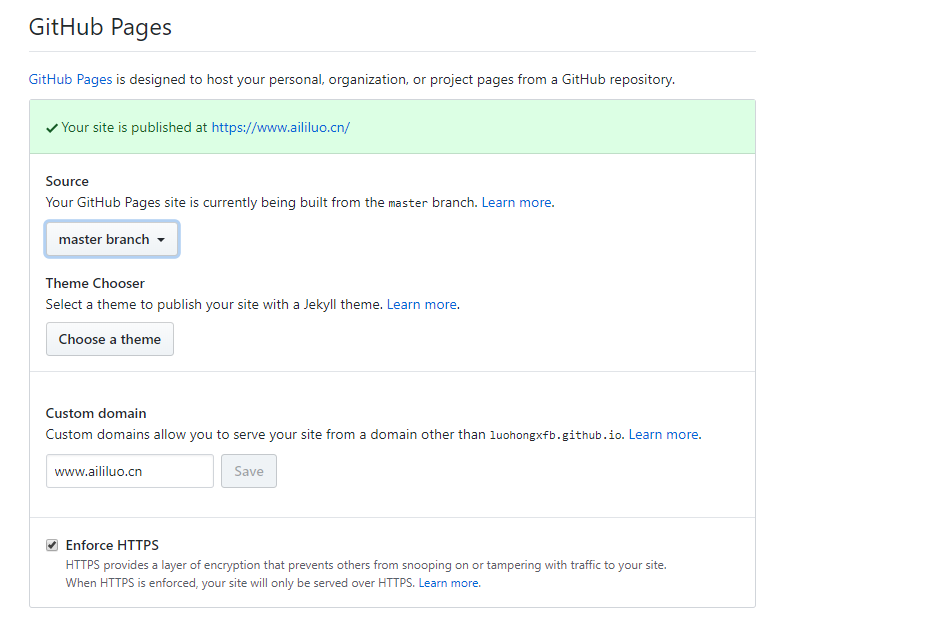 GitHub Pages
GitHub Pages is designed to host your personal, organization, or project pages from a GitHub repository.
Your site is published at https://www.aililuo.cn/
Source
Your GitHub Pages site is currently being built from the master branch. Learn more.
master branch
Theme Chooser
Select a theme to publish your site with a Jekyll theme. Learn more.
Choose a theme
Custom domain
Custom domains allow you to serve your site from a domain other than luohongxfb.github.io. Learn more.
www.aililuo.cn Save
Enforce HTTPS
HTTPS provides a layer of encryption that prevents others from snooping on or tampering with traffic to your site.
When HTTPS is enforced, your site will only be served over HTTPS. Learn more.